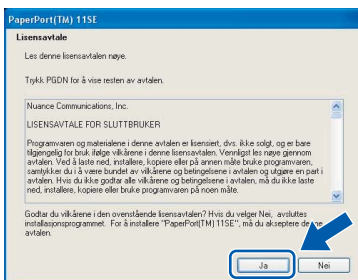 PaperPort(TM) 11SE
Lisensavtale
Les denne lisensavtalen nøye.
Trykk PGDN for å vise resten av avtalen.
Nuance Communications, Inc.
LISENSAVTALE FOR SLUTTBRUKER
Programvaren og materialene i denne avtalen er lisensiert, dvs. ikke solgt, og er bare
tilgjengelig for bruk ifølge vilkårene i denne lisensavtalen. Vennligst les nøye gjennom
avtalen. Ved å laste ned, installere, kopiere eller på annen måte bruke programvaren,
samtykker du i å være bundet av vilkårene og betingelsene i avtalen og utgjøre en part i
avtalen. Hvis du ikke godtar alle vilkårene og betingelsene i avtalen, må du ikke laste
ned, installere, kopiere eller bruke programvaren på noen måte.
Godtar du vilkårene i den ovenstående lisensavtalen? Hvis du velger Nei, avsluttes
installasjonsprogrammet. For å installere "PaperPort(TM) 11SE", må du akseptere denne
avtalen.
Ja
Nei